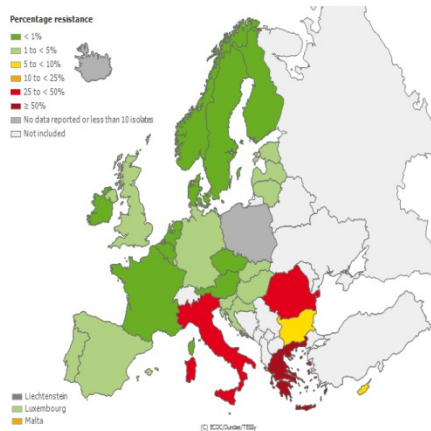 Percentage resistance
< 1%
1 to < 5%
5 to < 10%
10 to < 25%
25 to < 50%
≥ 50%
No data reported or less than 10 isolates
Not included
Liechtenstein
Luxembourg
Malta
(C) ECDC/Dundas/TESSy